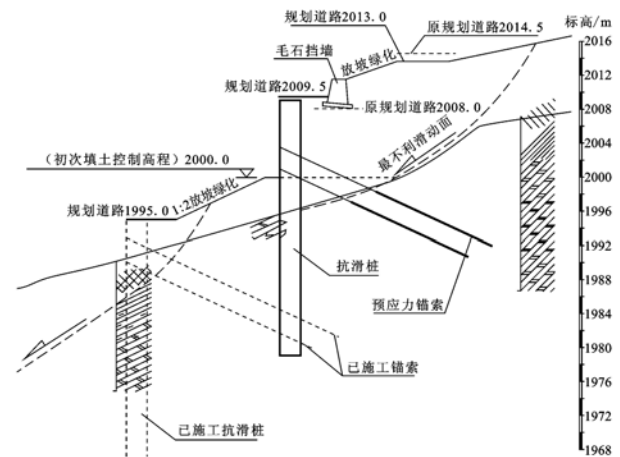 规划道路2013.0
原规划道路2014.5
标高/m
毛石挡墙
放坡绿化
规划道路2009.5
原规划道路2008.0
最不利滑动面
（初次填土控制高程）2000.0
规划道路1995.0
1:2放坡绿化
抗滑桩
预应力锚索
已施工锚索
已施工抗滑桩
2016
2012
2008
2004
2000
1996
1992
1988
1984
1980
1976
1972
1968